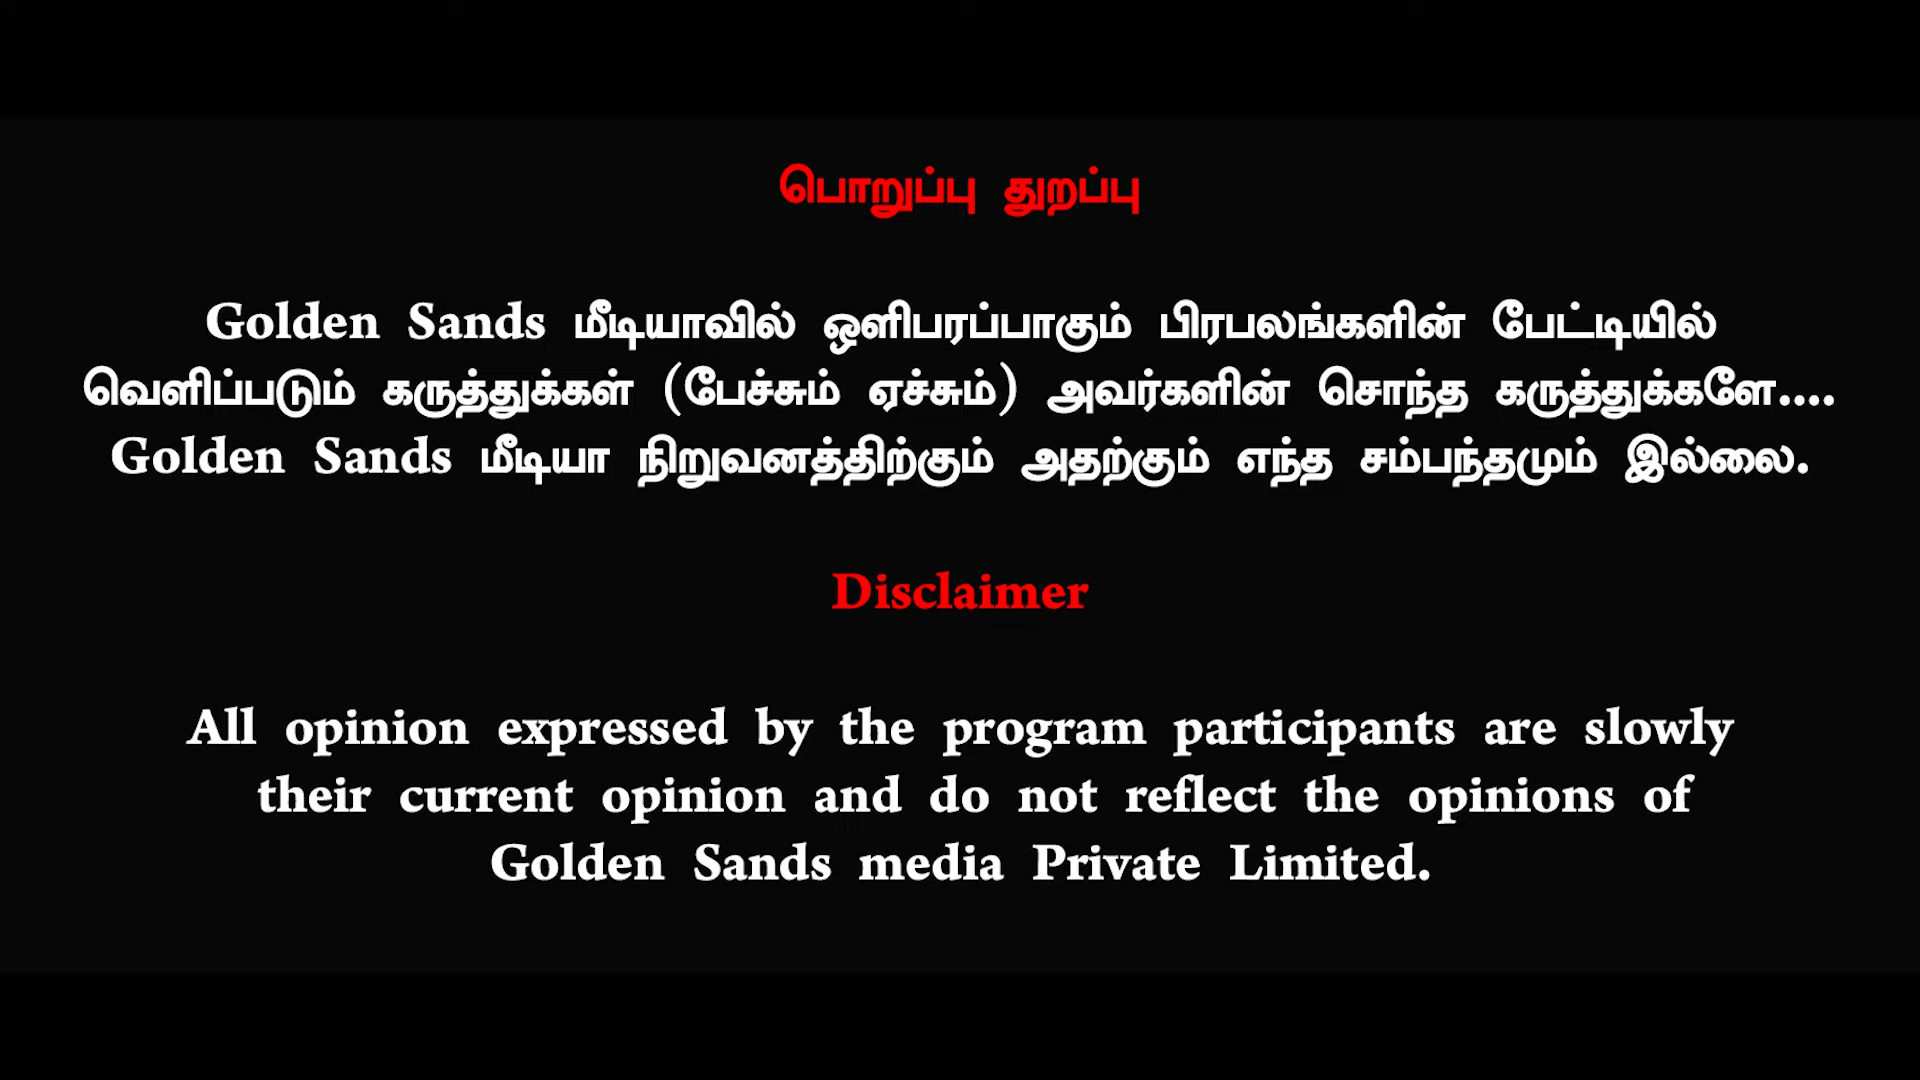 பொறுப்பு துறப்பு
Golden Sands மீடியாவில் ஒளிபரப்பாகும் பிரபலங்களின் பேட்டியில்
வெளிப்படும் கருத்துக்கள் (பேச்சும் ஏச்சும்) அவர்களின் சொந்த கருத்துக்களே....
Golden Sands மீடியா நிறுவனத்திற்கும் அதற்கும் எந்த சம்பந்தமும் இல்லை.
Disclaimer
All opinion expressed by the program participants are slowly
their current opinion and do not reflect the opinions of
Golden Sands media Private Limited.